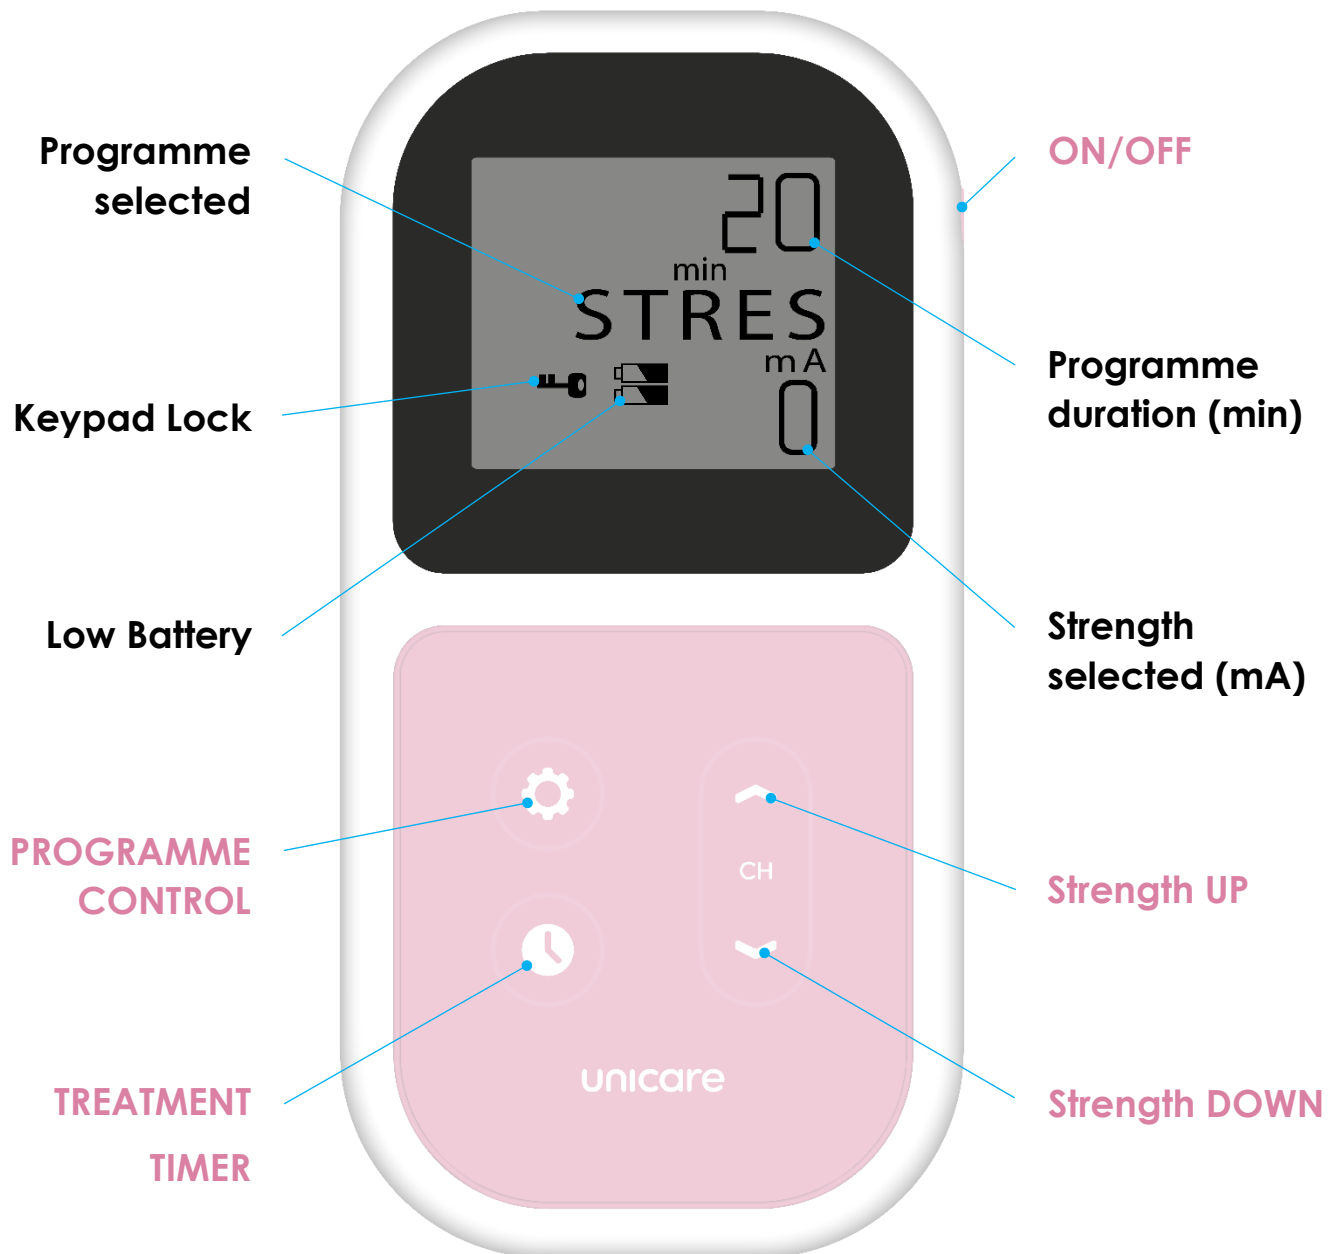 Programme
selected
ON/OFF
20
min
STRES
mA
0
Programme
duration (min)
Keypad Lock
Low Battery
Strength
selected (mA)
PROGRAMME
CONTROL
CH
Strength UP
TREATMENT
TIMER
unicare
Strength DOWN